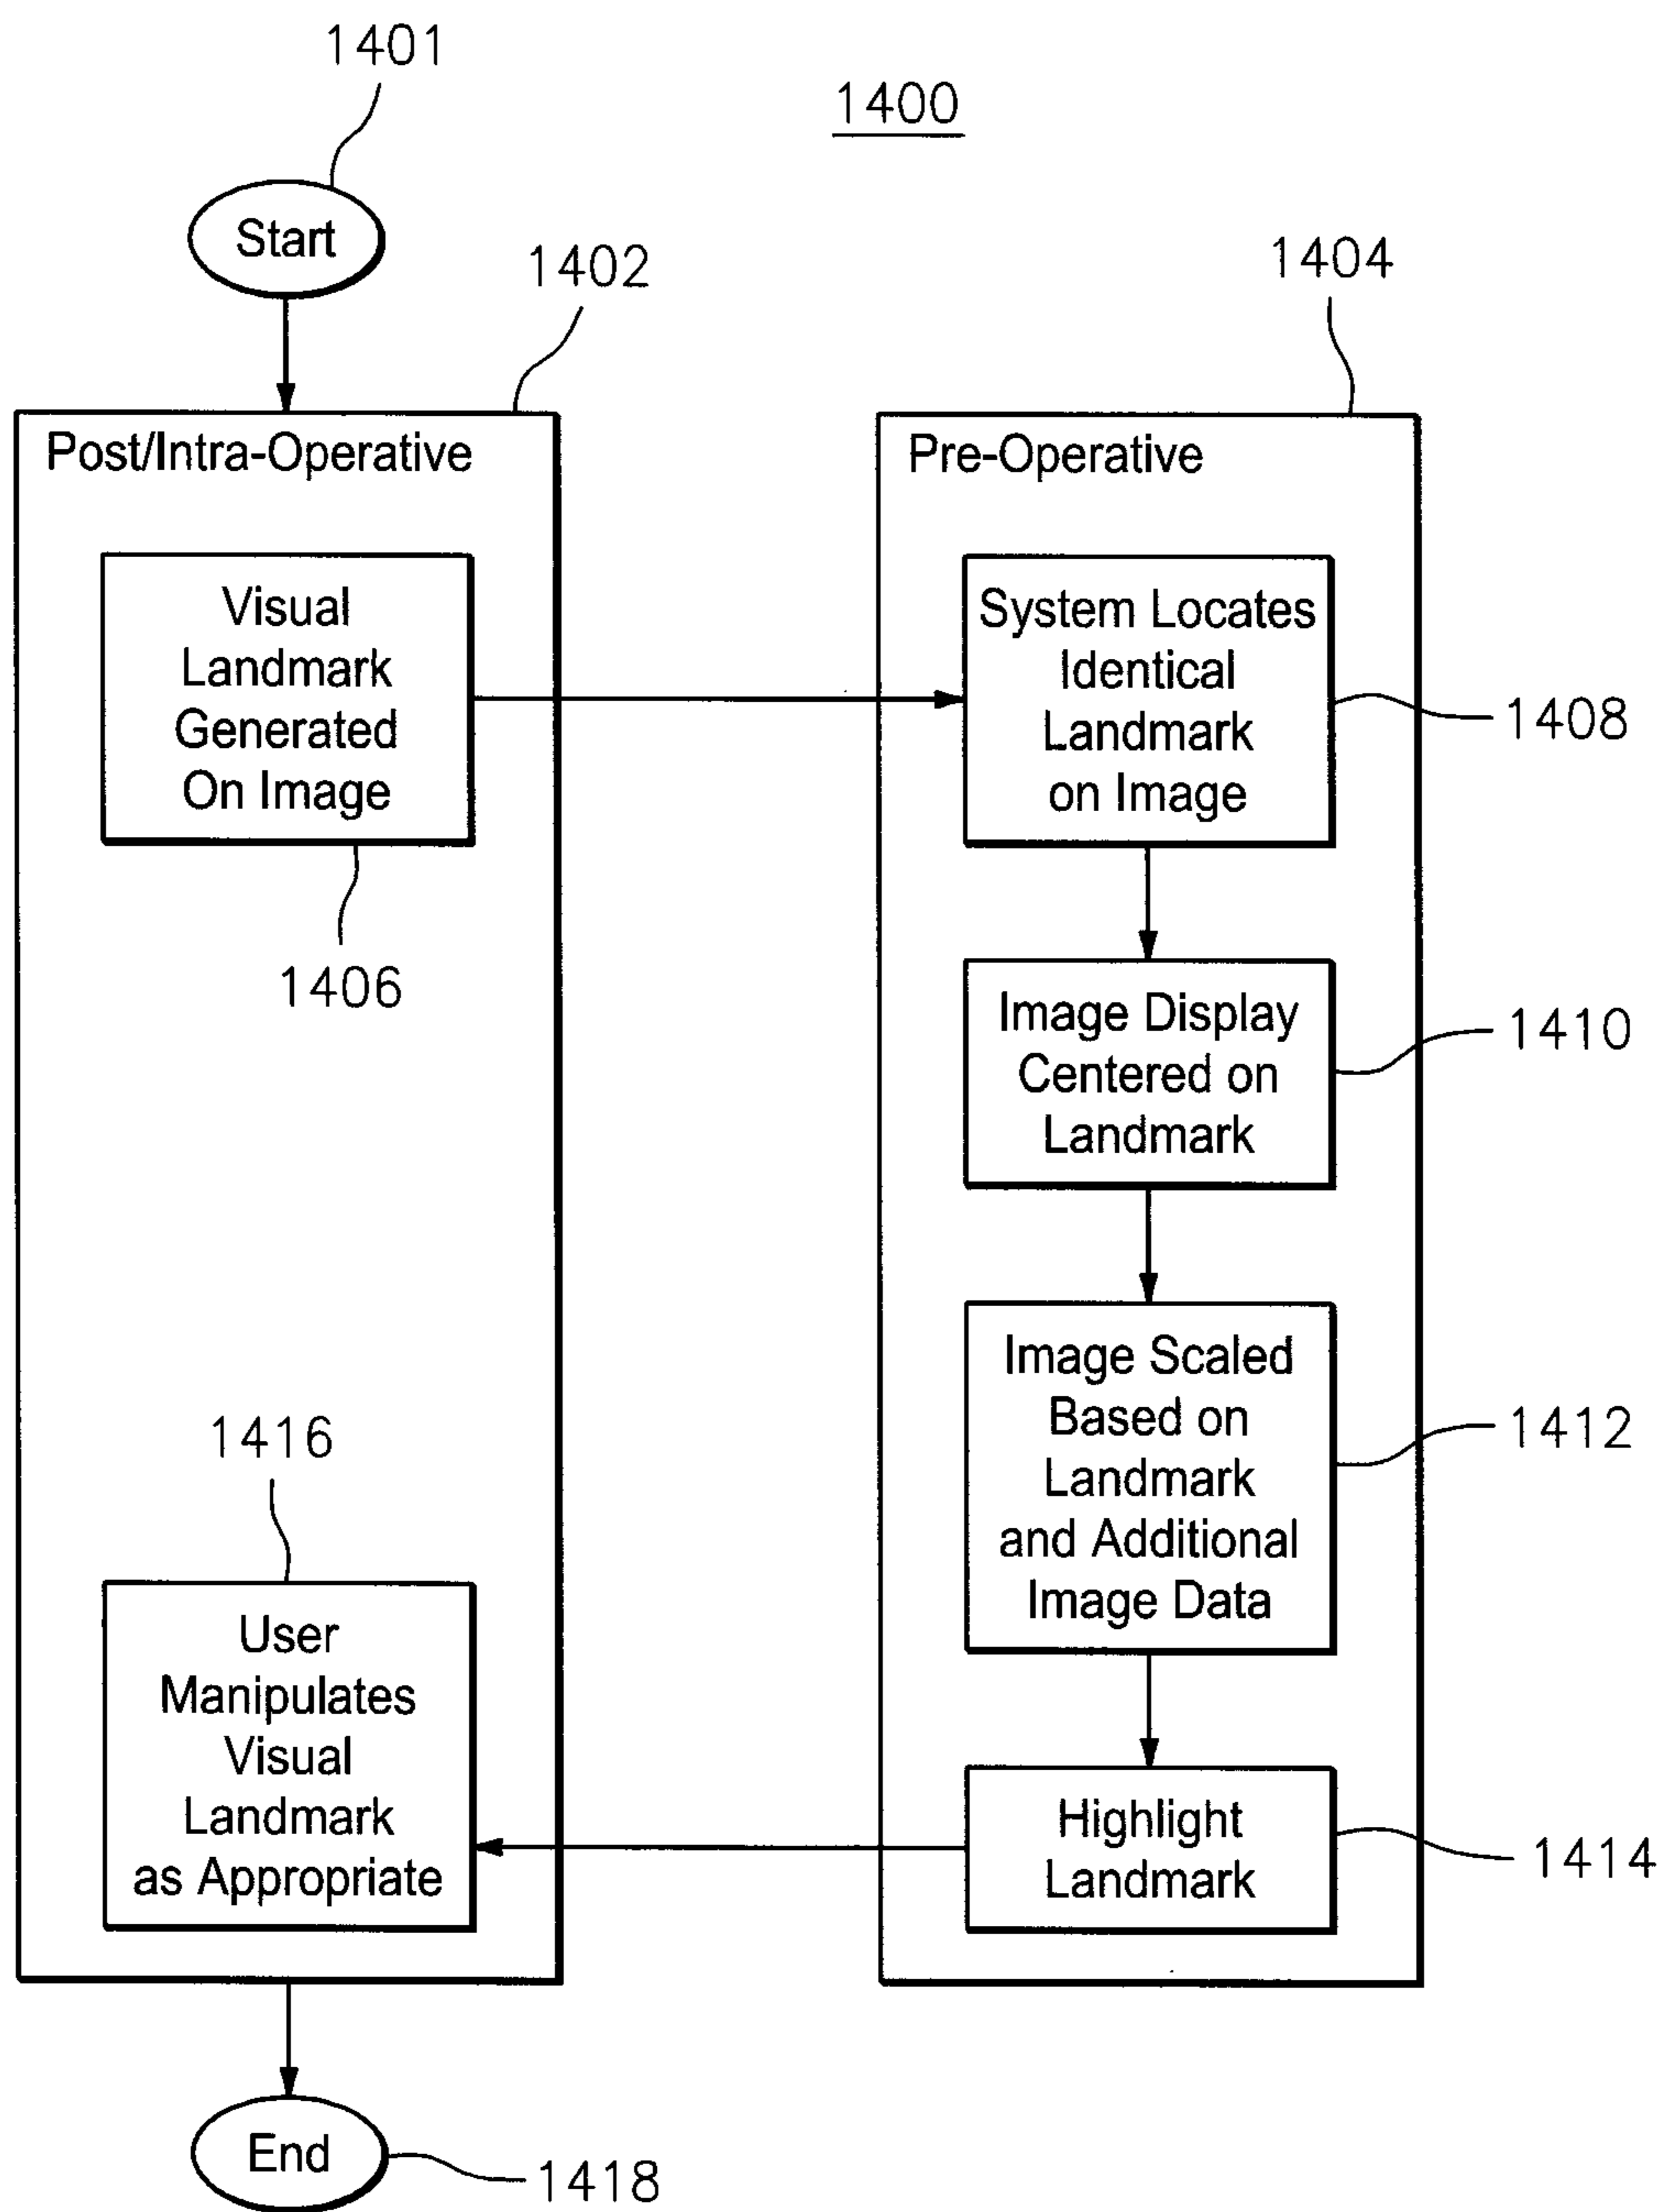 1401
1400
Start
1402
1404
Post/Intra-Operative
Pre-Operative
Visual
Landmark
Generated
On Image
1406
System Locates
Identical
Landmark
on Image
1408
Image Display
Centered on
Landmark
1410
Image Scaled
Based on
Landmark
and Additional
Image Data
1412
Highlight
Landmark
1414
1416
User
Manipulates
Visual
Landmark
as Appropriate
End
1418